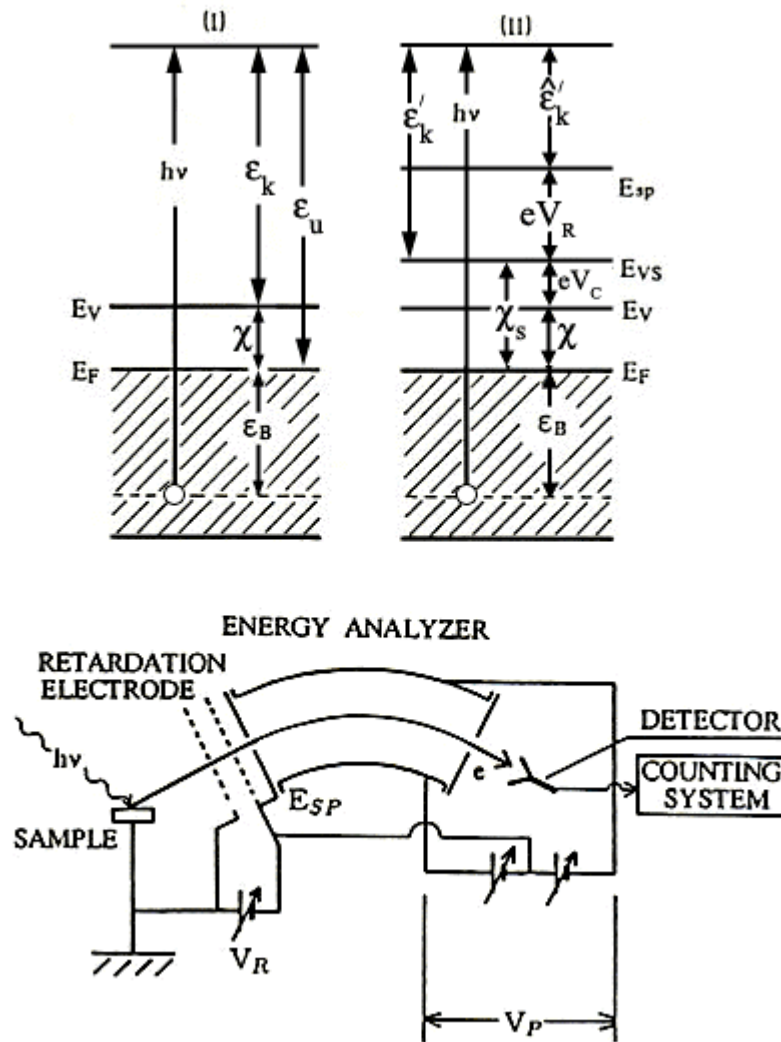 (I)
(II)
hν
ε_k
ε_u
E_V
χ
E_F
ε_B
ε′_k
hν
ε̂′_k
E_sp
eV_R
E_VS
eV_C
E_V
χ_s
χ
E_F
ε_B
ENERGY ANALYZER
RETARDATION
ELECTRODE
DETECTOR
hν
e
COUNTING
SYSTEM
E_SP
SAMPLE
V_R
V_P